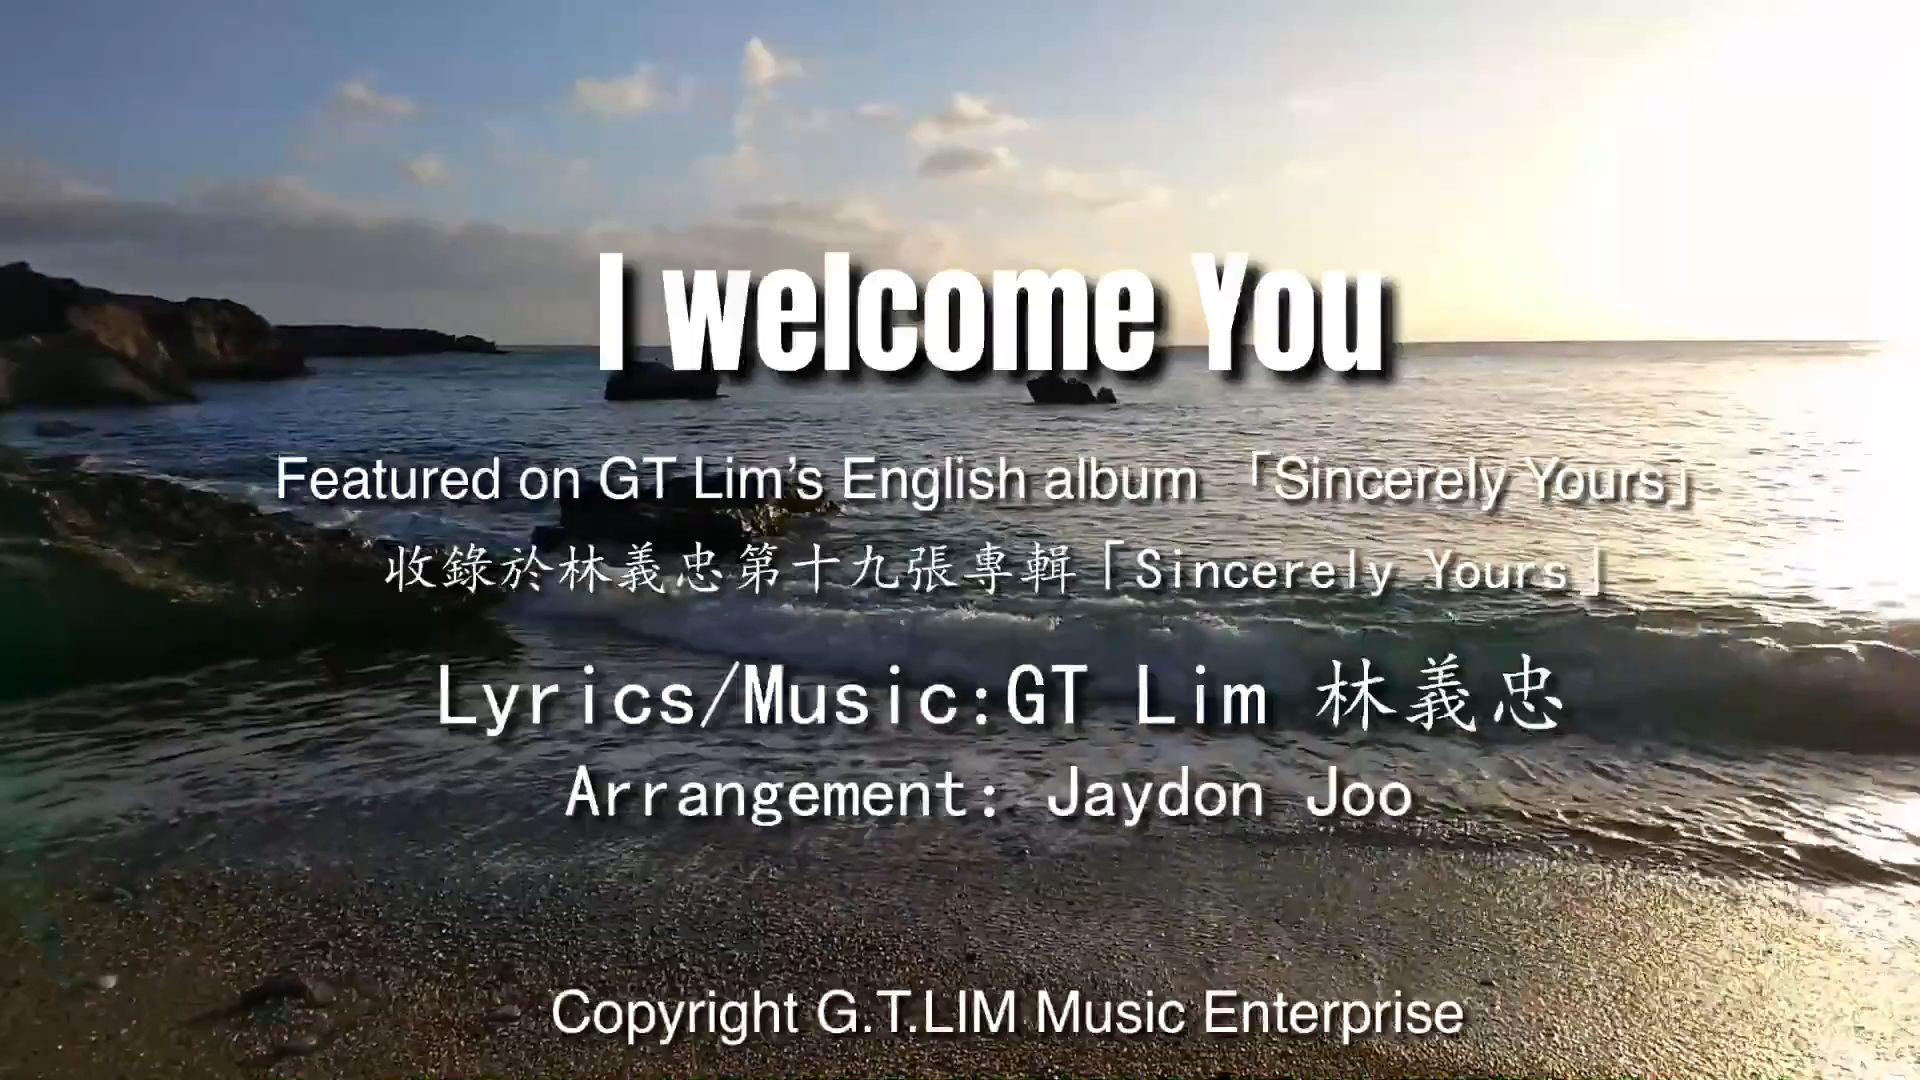 I welcome You
Featured on GT Lim’s English album 「Sincerely Yours」
收錄於林義忠第十九張專輯「Sincerely Yours」
Lyrics/Music:GT Lim 林義忠
Arrangement: Jaydon Joo
Copyright G.T.LIM Music Enterprise